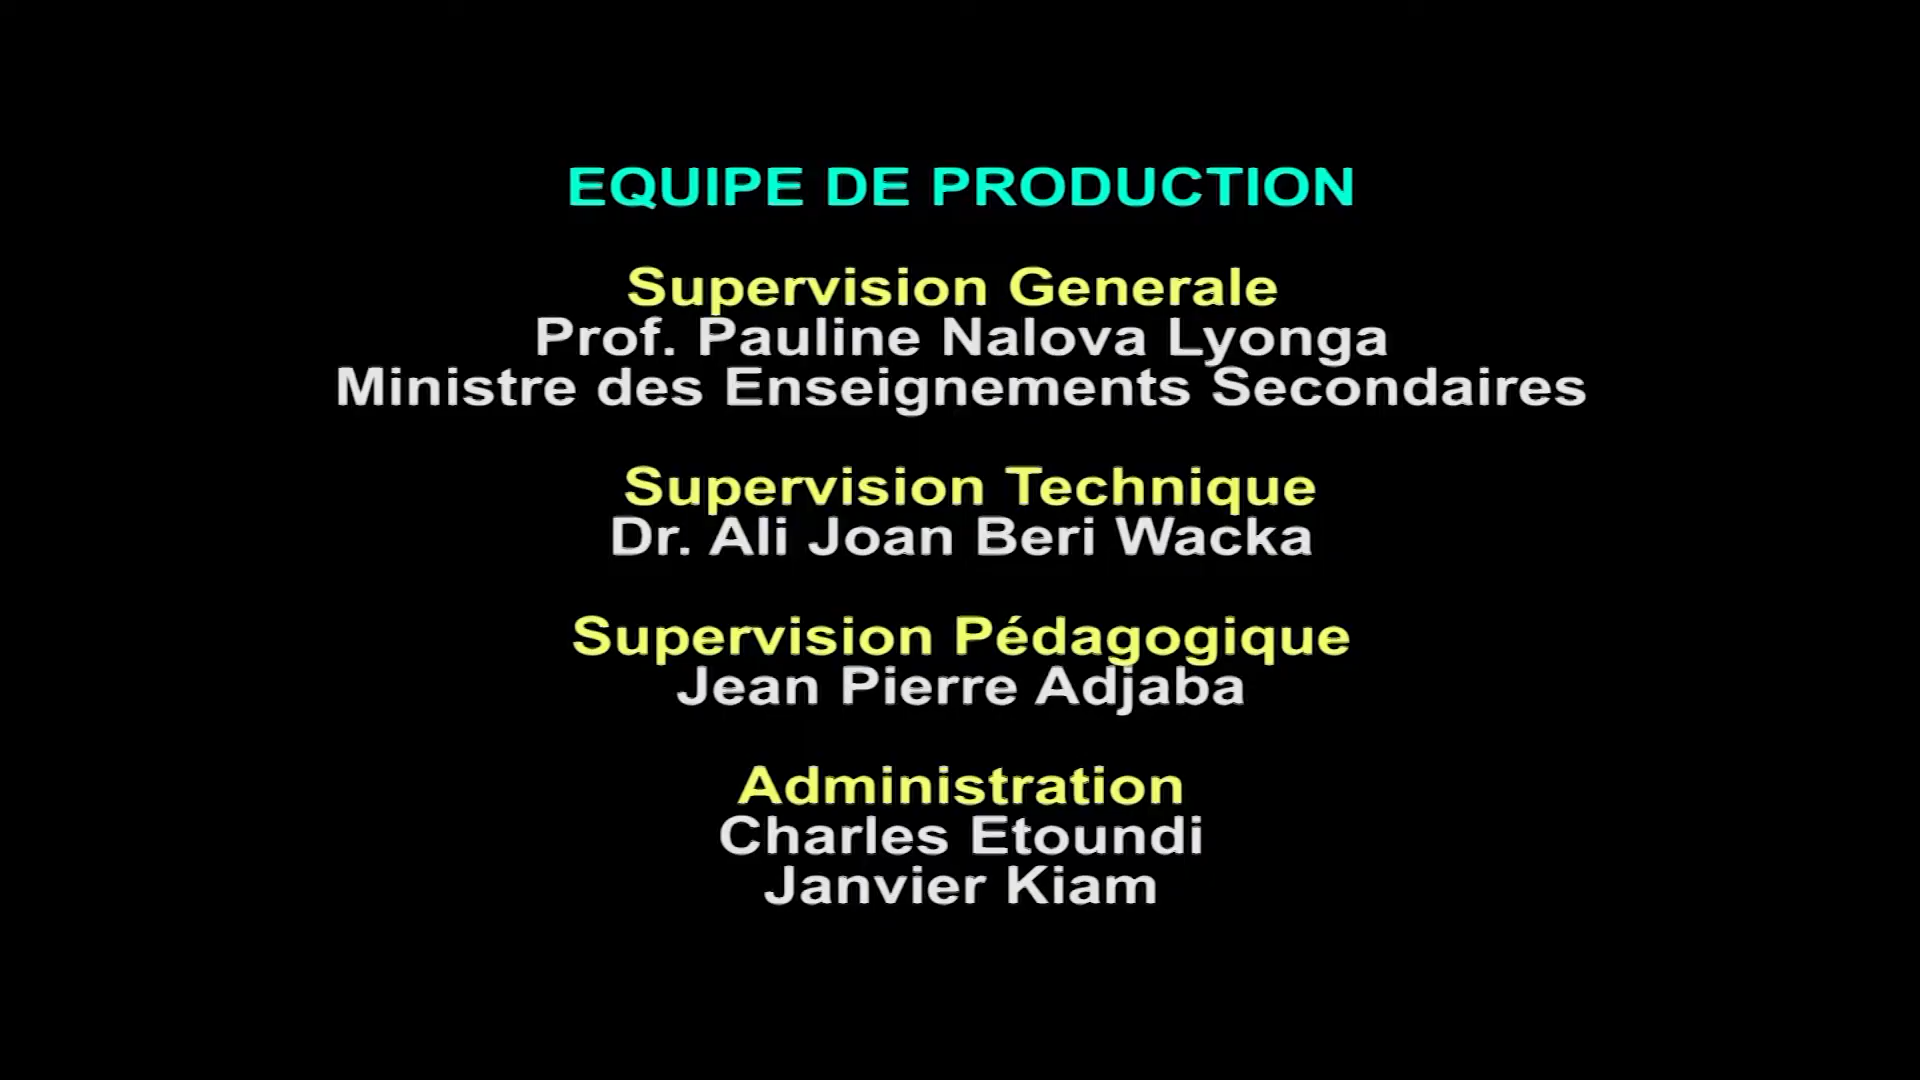 EQUIPE DE PRODUCTION
Supervision Generale
Prof. Pauline Nalova Lyonga
Ministre des Enseignements Secondaires
Supervision Technique
Dr. Ali Joan Beri Wacka
Supervision Pédagogique
Jean Pierre Adjaba
Administration
Charles Etoundi
Janvier Kiam